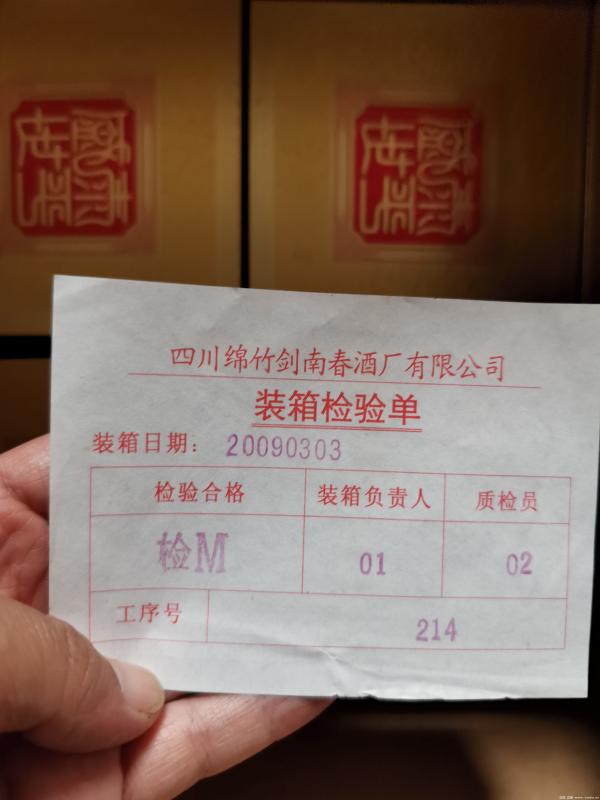 四川绵竹剑南春酒厂有限公司
装箱检验单
装箱日期：20090303
检验合格 装箱负责人 质检员
检M 01 02
工序号 214